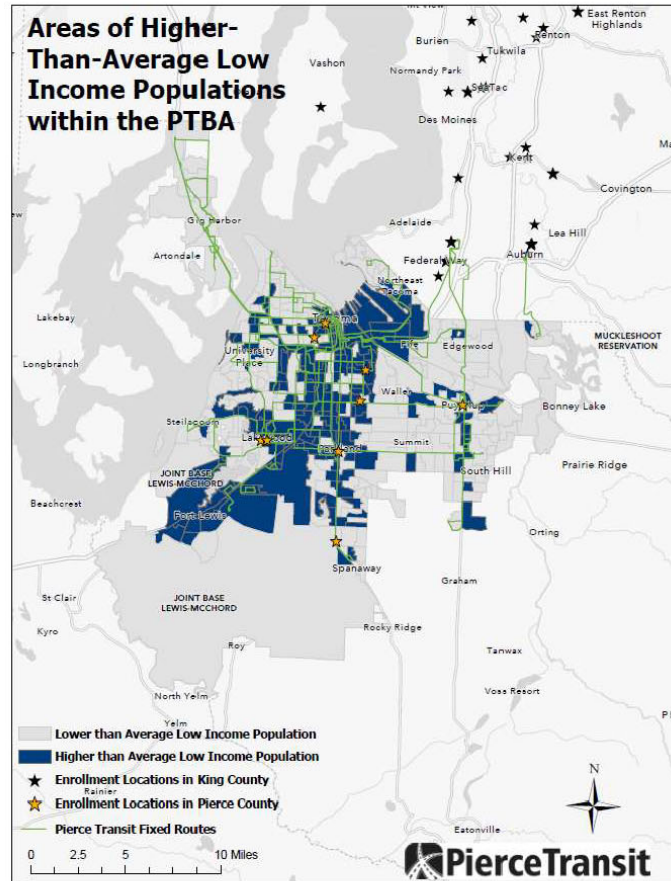 Areas of Higher-
Than-Average Low
Income Populations
within the PTBA
East Renton
Highlands
Renton
Burien
Tukwila
Vashon
Normandy Park
SeaTac
Des Moines
Kent
Covington
Adelaide
Lea Hill
Gig Harbor
Federal Way
Auburn
Artondale
Northeast
Tacoma
Tacoma
Lakebay
Fife
Edgewood
MUCKLESHOOT
RESERVATION
University
Place
Longbranch
Waller
Puyallup
Bonney Lake
Steilacoom
Lakewood
Summit
Parkland
Prairie Ridge
South Hill
JOINT BASE
LEWIS-MCCHORD
Beachcrest
Fort Lewis
Orting
Spanaway
Graham
St Clair
JOINT BASE
LEWIS-MCCHORD
Kyro
Rocky Ridge
Roy
Tanwax
North Yelm
Voss Resort
Yelm
Lower than Average Low Income Population
Higher than Average Low Income Population
Enrollment Locations in King County
Rainier
Enrollment Locations in Pierce County
N
Pierce Transit Fixed Routes
Eatonville
0 2.5 5 10 Miles
PierceTransit